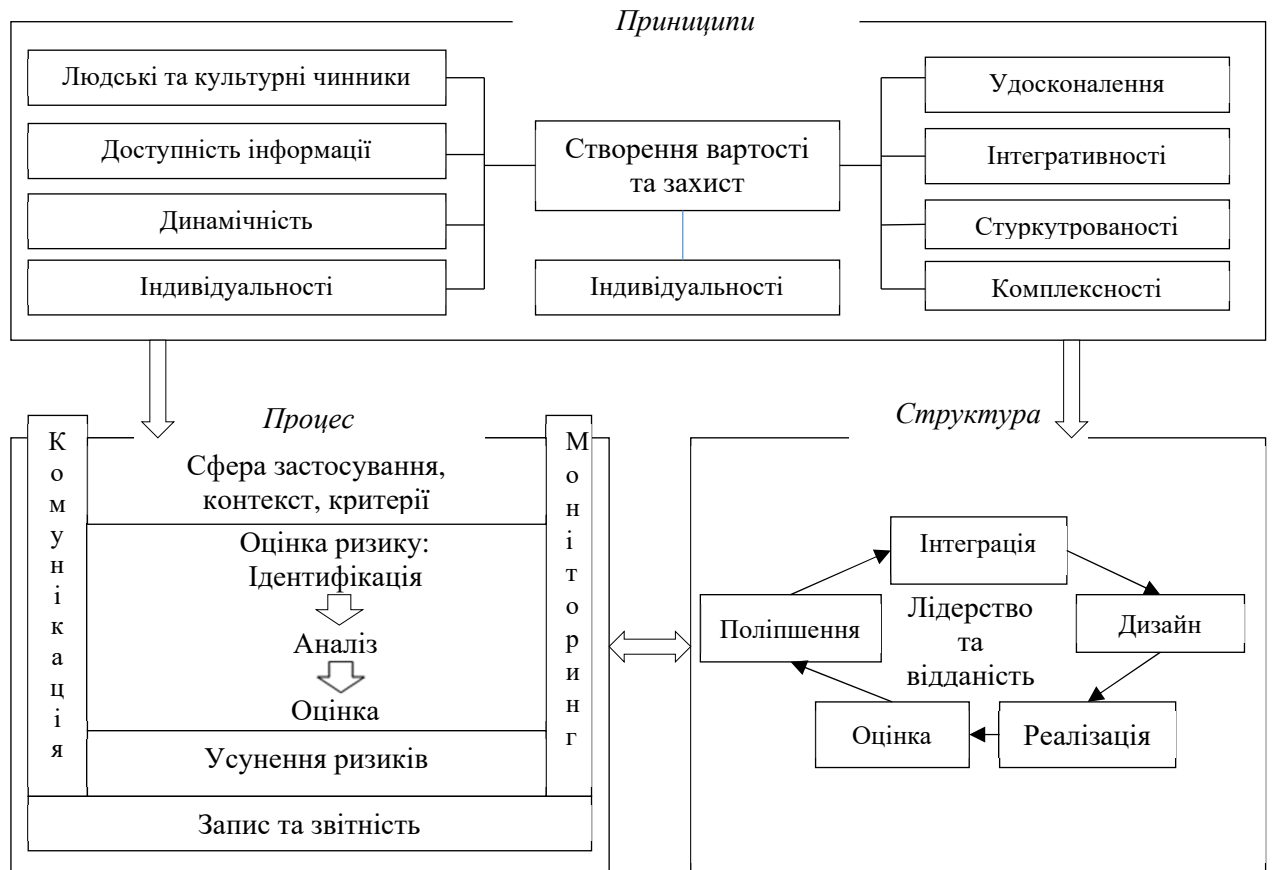 Приниципи
Людські та культурні чинники
Доступність інформації
Динамічність
Індивідуальності
Створення вартості
та захист
Індивідуальності
Удосконалення
Інтегративності
Стуркутрованості
Комплексності
Процес
Комунікація
Сфера застосування,
контекст, критерії
Оцінка ризику:
Ідентифікація
Аналіз
Оцінка
Усунення ризиків
Моніторинг
Запис та звітність
Структура
Інтеграція
Поліпшення
Лідерство
та
відданість
Дизайн
Оцінка
Реалізація